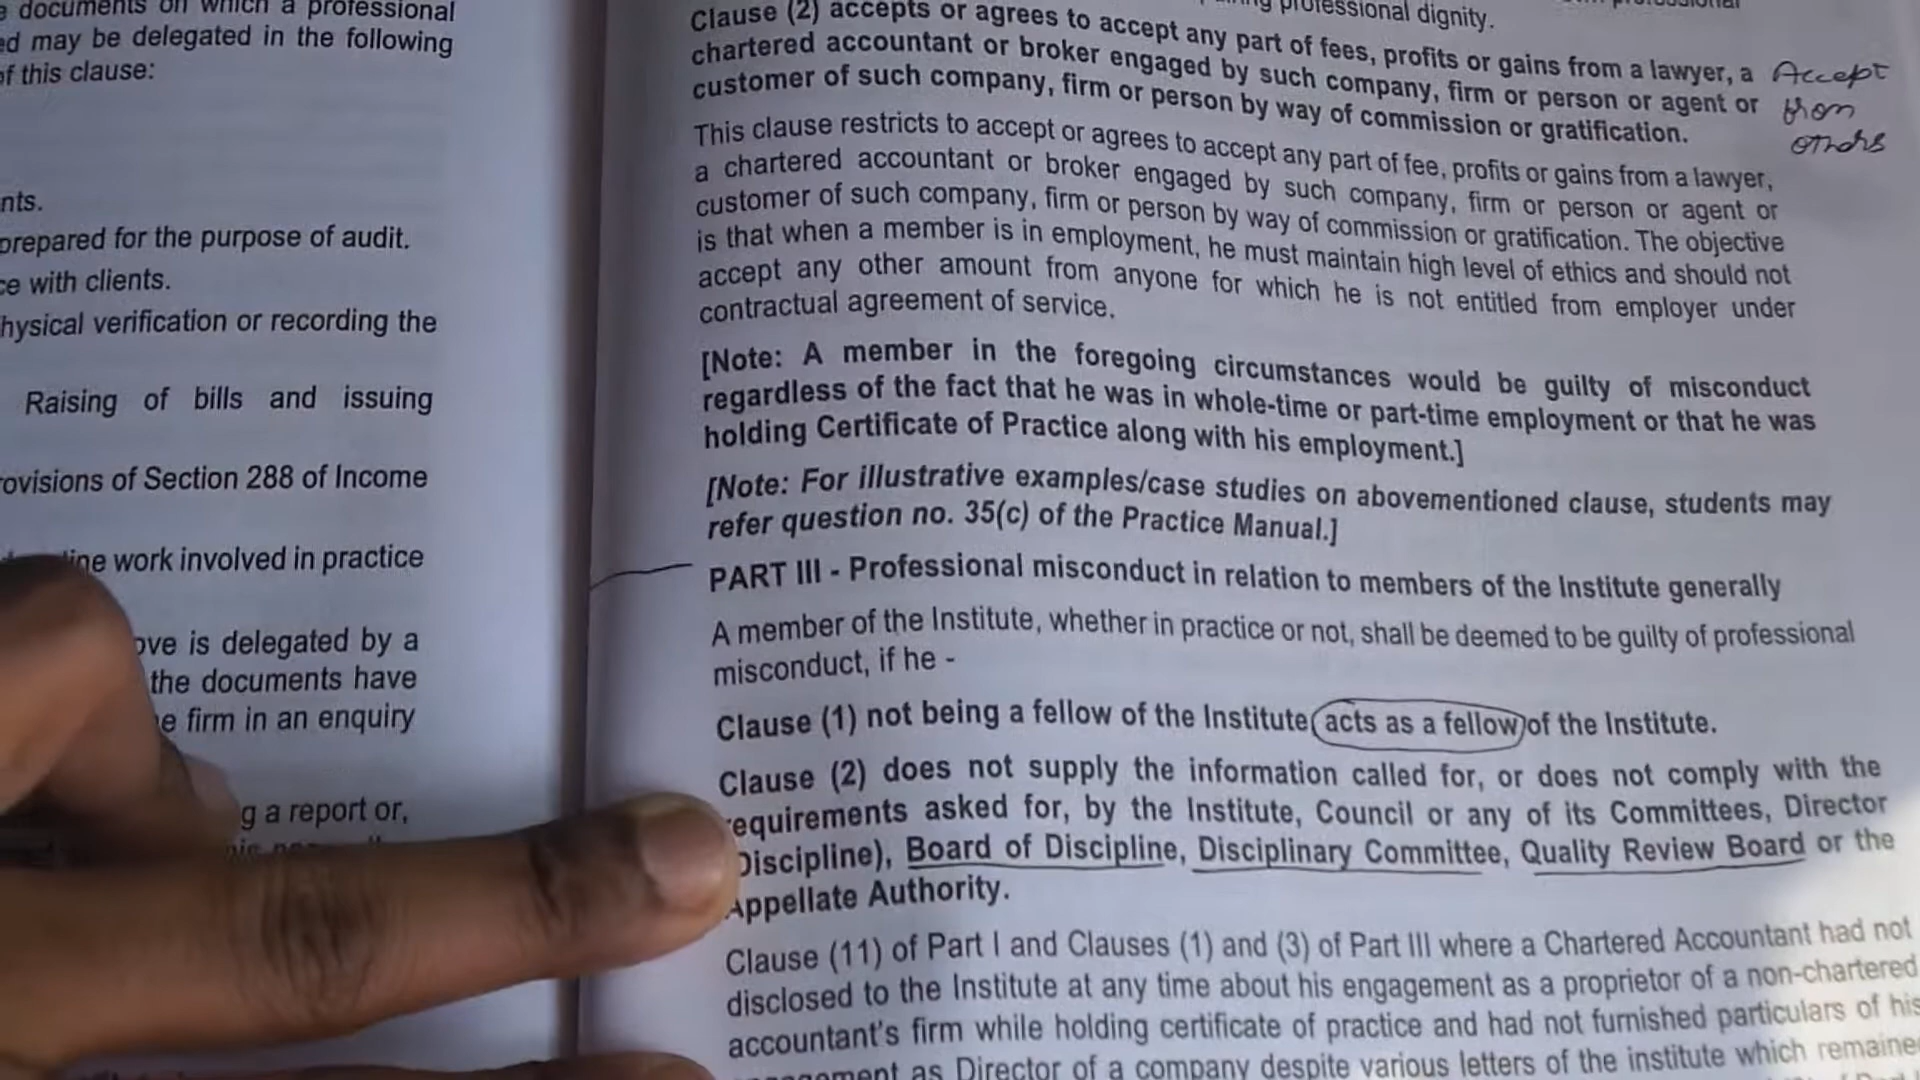 documents on which a professional
ed may be delegated in the following
of this clause:
nts.
prepared for the purpose of audit.
ce with clients.
hysical verification or recording the
Raising of bills and issuing
rovisions of Section 288 of Income
ine work involved in practice
ove is delegated by a
the documents have
e firm in an enquiry
g a report or,
professional dignity.
Clause (2) accepts or agrees to accept any part of fees, profits or gains from a lawyer, a
chartered accountant or broker engaged by such company, firm or person or agent or
customer of such company, firm or person by way of commission or gratification.
Accept
from
others
This clause restricts to accept or agrees to accept any part of fee, profits or gains from a lawyer,
a chartered accountant or broker engaged by such company, firm or person or agent or
customer of such company, firm or person by way of commission or gratification. The objective
is that when a member is in employment, he must maintain high level of ethics and should not
accept any other amount from anyone for which he is not entitled from employer under
contractual agreement of service.
[Note: A member in the foregoing circumstances would be guilty of misconduct
regardless of the fact that he was in whole-time or part-time employment or that he was
holding Certificate of Practice along with his employment.]
[Note: For illustrative examples/case studies on abovementioned clause, students may
refer question no. 35(c) of the Practice Manual.]
PART III - Professional misconduct in relation to members of the Institute generally
A member of the Institute, whether in practice or not, shall be deemed to be guilty of professional
misconduct, if he -
Clause (1) not being a fellow of the Institute acts as a fellow of the Institute.
Clause (2) does not supply the information called for, or does not comply with the
equirements asked for, by the Institute, Council or any of its Committees, Director
Discipline), Board of Discipline, Disciplinary Committee, Quality Review Board or the
Appellate Authority.
Clause (11) of Part I and Clauses (1) and (3) of Part III where a Chartered Accountant had not
disclosed to the Institute at any time about his engagement as a proprietor of a non-chartered
accountant's firm while holding certificate of practice and had not furnished particulars of his
as Director of a company despite various letters of the institute which remaine